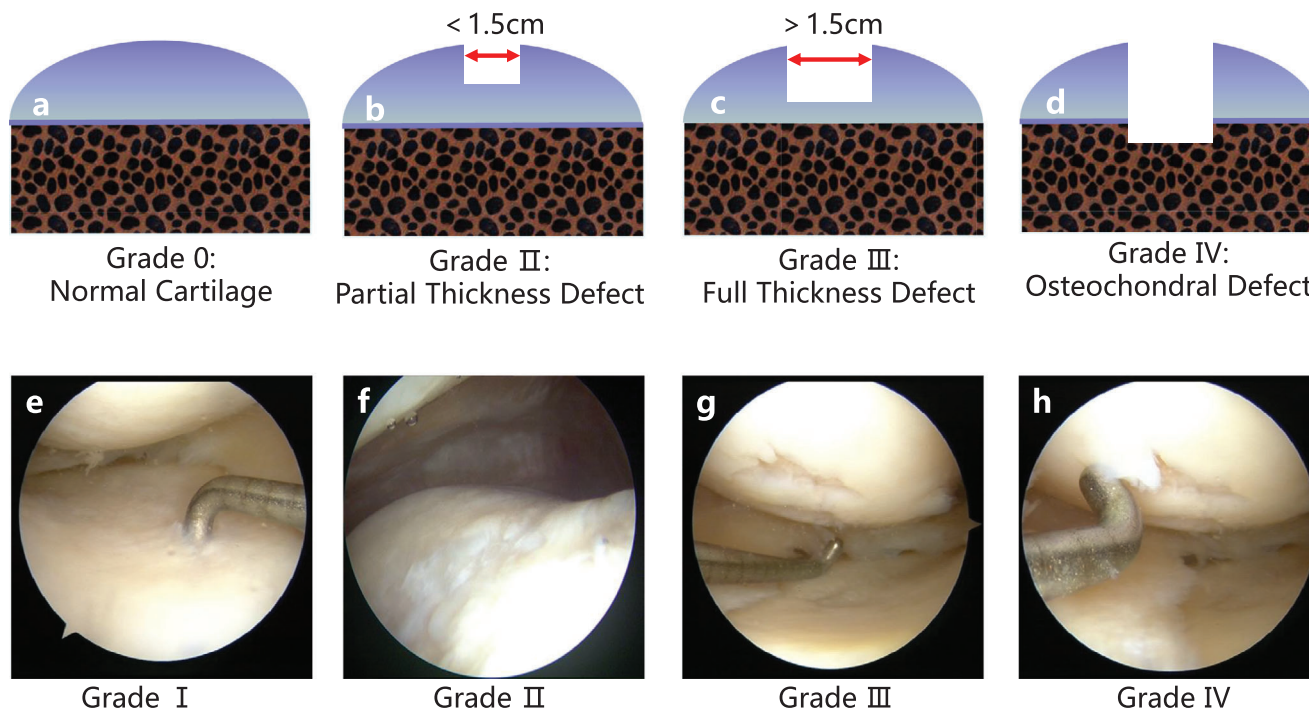 < 1.5cm
> 1.5cm
a
b
c
d
Grade 0:
Normal Cartilage
Grade Ⅱ:
Partial Thickness Defect
Grade Ⅲ:
Full Thickness Defect
Grade IV:
Osteochondral Defect
e
f
g
h
Grade Ⅰ
Grade Ⅱ
Grade Ⅲ
Grade IV